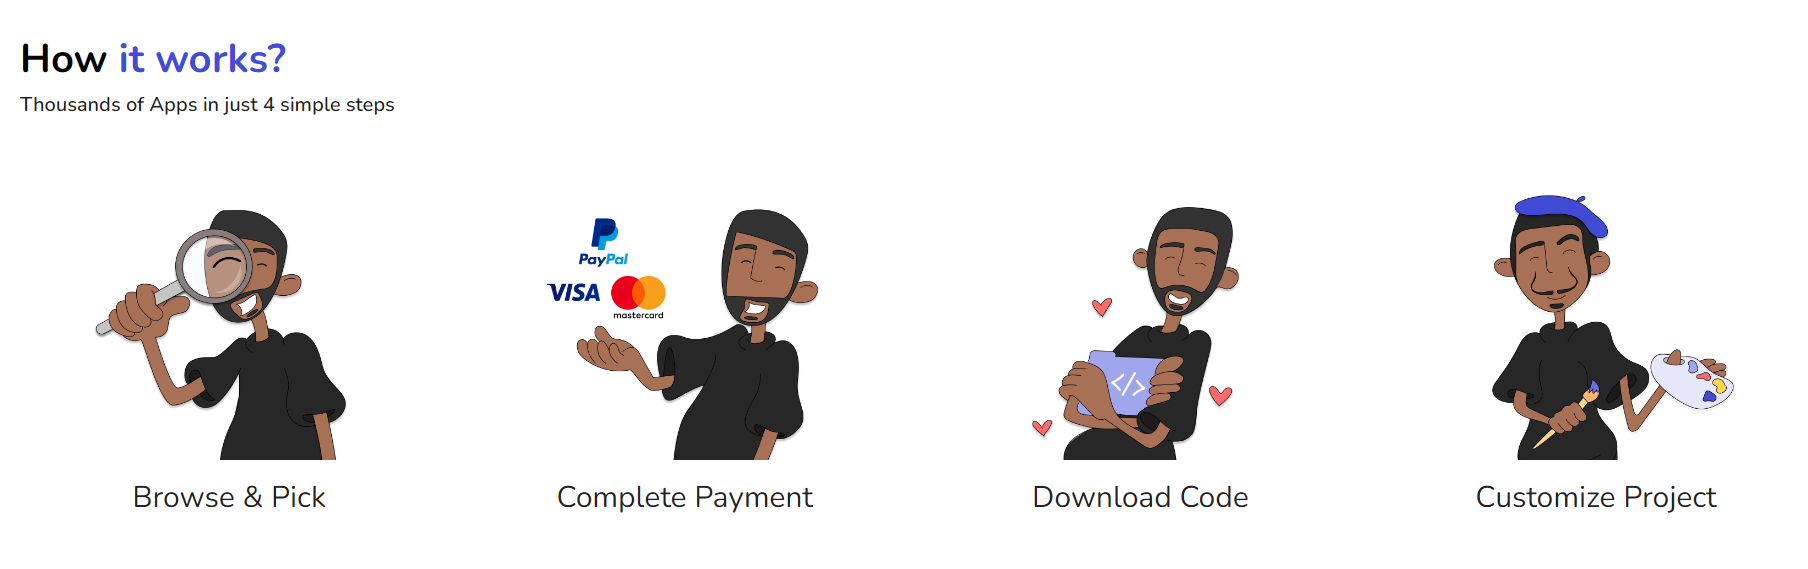 How it works?
Thousands of Apps in just 4 simple steps
PayPal
VISA
mastercard
</>
Browse & Pick
Complete Payment
Download Code
Customize Project